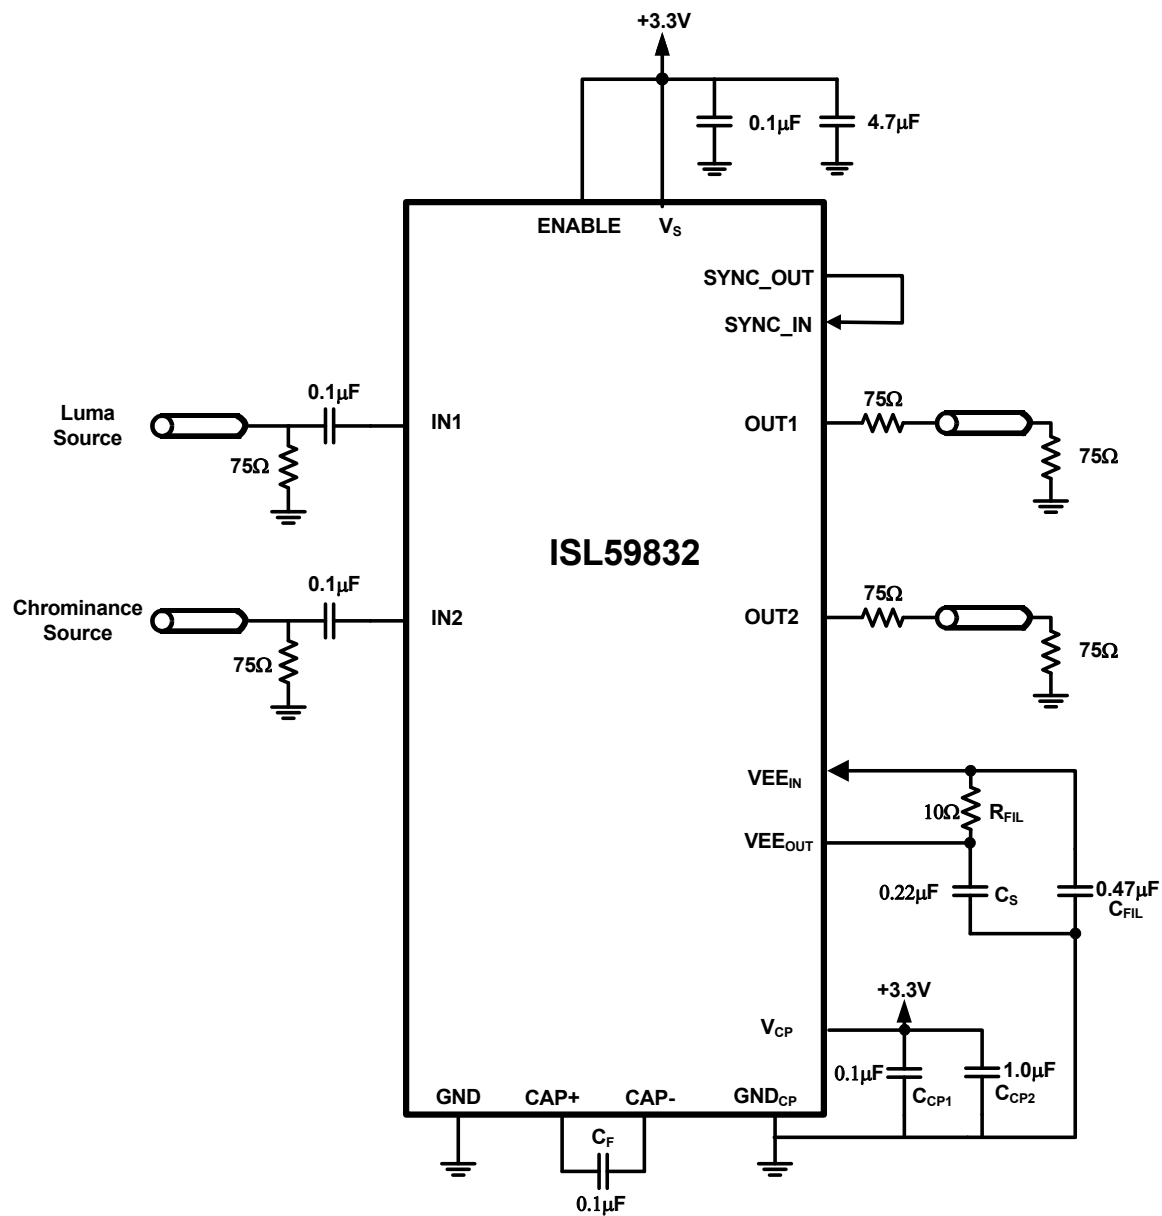 +3.3V
0.1µF
4.7µF
ENABLE
VS
SYNC_OUT
SYNC_IN
Luma
Source
0.1µF
75Ω
IN1
OUT1
75Ω
75Ω
ISL59832
Chrominance
Source
0.1µF
75Ω
IN2
OUT2
75Ω
75Ω
VEEIN
10Ω
RFIL
VEEOUT
0.22µF
CS
0.47µF
CFIL
+3.3V
VCP
0.1µF
CCP1
1.0µF
CCP2
GND
CAP+
CAP-
GNDCP
CF
0.1µF